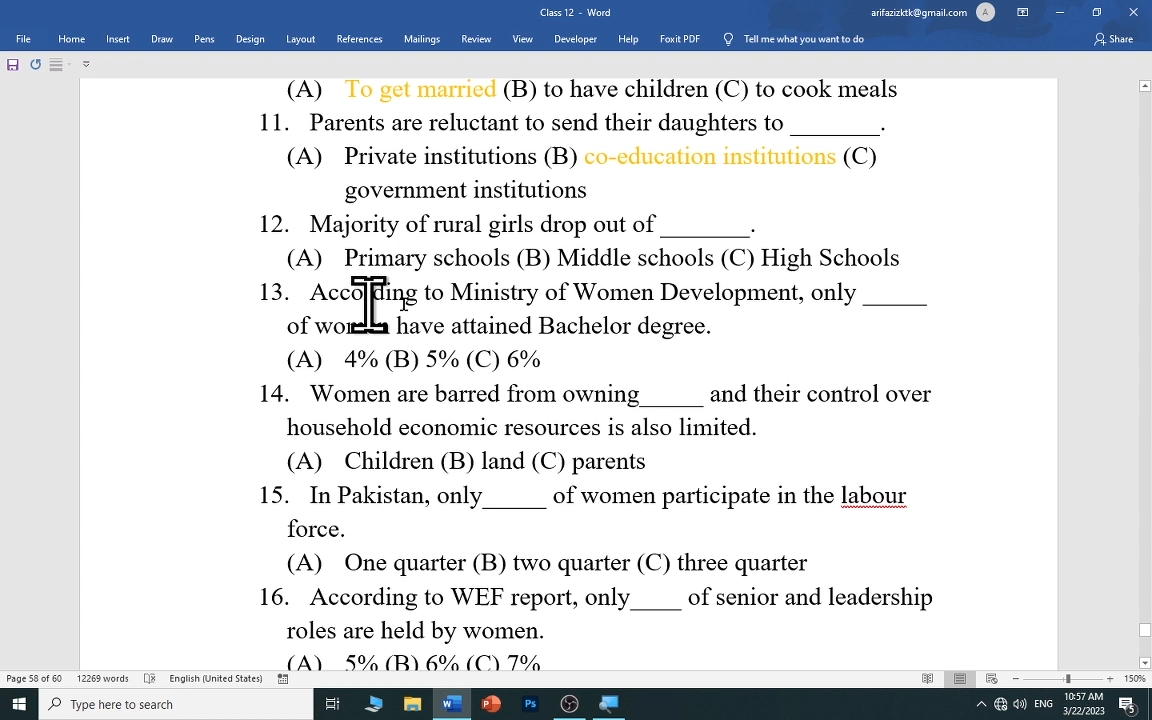 Class 12 - Word
arifazizktk@gmail.com
A
File Home Insert Draw Pens Design Layout References Mailings Review View Developer Help Foxit PDF Tell me what you want to do Share
(A) To get married (B) to have children (C) to cook meals
11. Parents are reluctant to send their daughters to _______.
(A) Private institutions (B) co-education institutions (C)
government institutions
12. Majority of rural girls drop out of _______.
(A) Primary schools (B) Middle schools (C) High Schools
13. According to Ministry of Women Development, only _____
of women have attained Bachelor degree.
(A) 4% (B) 5% (C) 6%
14. Women are barred from owning_____ and their control over
household economic resources is also limited.
(A) Children (B) land (C) parents
15. In Pakistan, only_____ of women participate in the labour
force.
(A) One quarter (B) two quarter (C) three quarter
16. According to WEF report, only____ of senior and leadership
roles are held by women.
(A) 5% (B) 6% (C) 7%
Page 58 of 60 12269 words English (United States) 150%
Type here to search
W P Ps
ENG
10:57 AM
3/22/2023
5